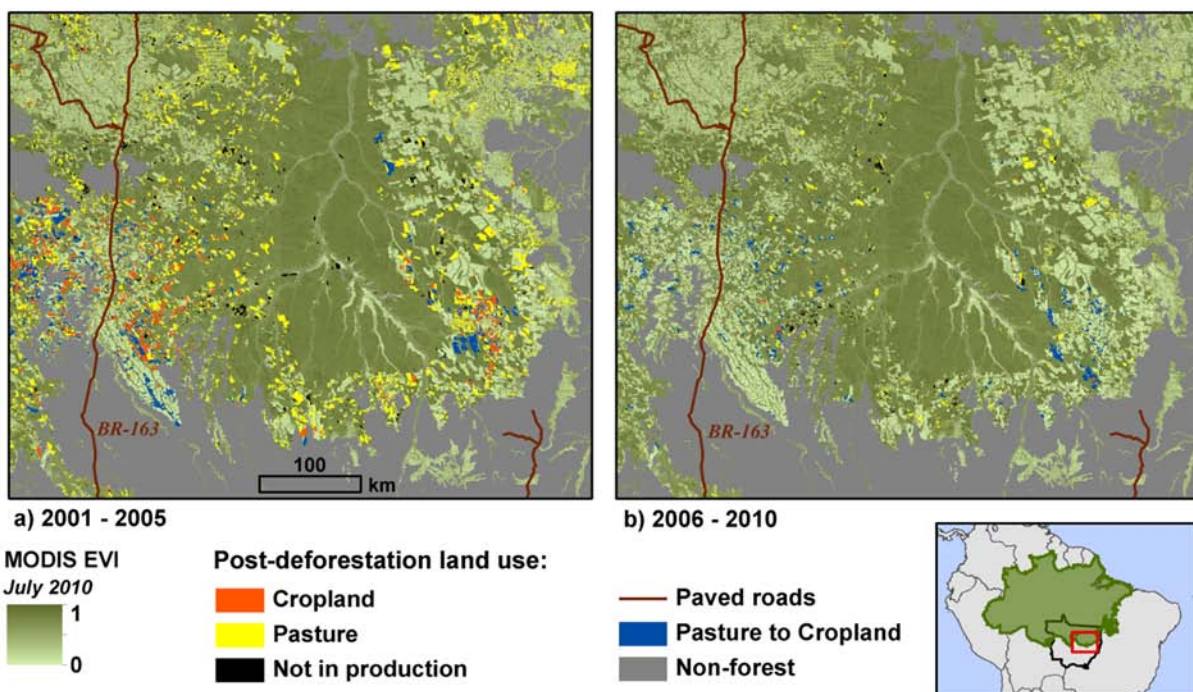 BR-163
BR-163
100
km
a) 2001 - 2005
b) 2006 - 2010
MODIS EVI
July 2010
1
0
Post-deforestation land use:
Cropland
Pasture
Not in production
Paved roads
Pasture to Cropland
Non-forest